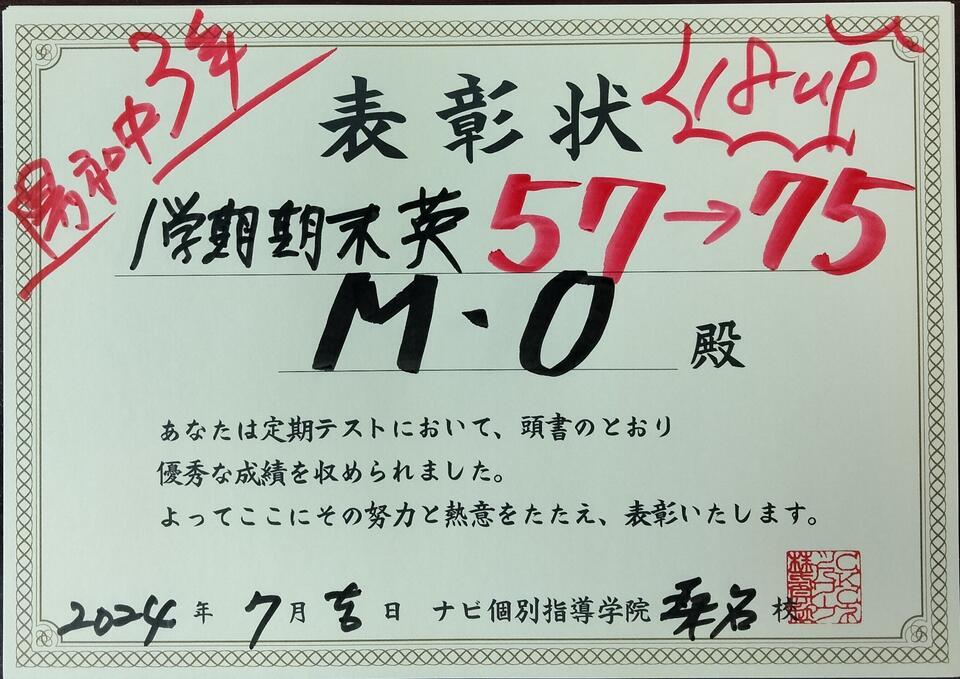 陽和中3年
表彰状
18up
1学期期末英 57→75
M・O 殿
あなたは定期テストにおいて、頭書のとおり
優秀な成績を収められました。
よってここにその努力と熱意をたたえ、表彰いたします。
2024年 7月吉日 ナビ個別指導学院 桑名校